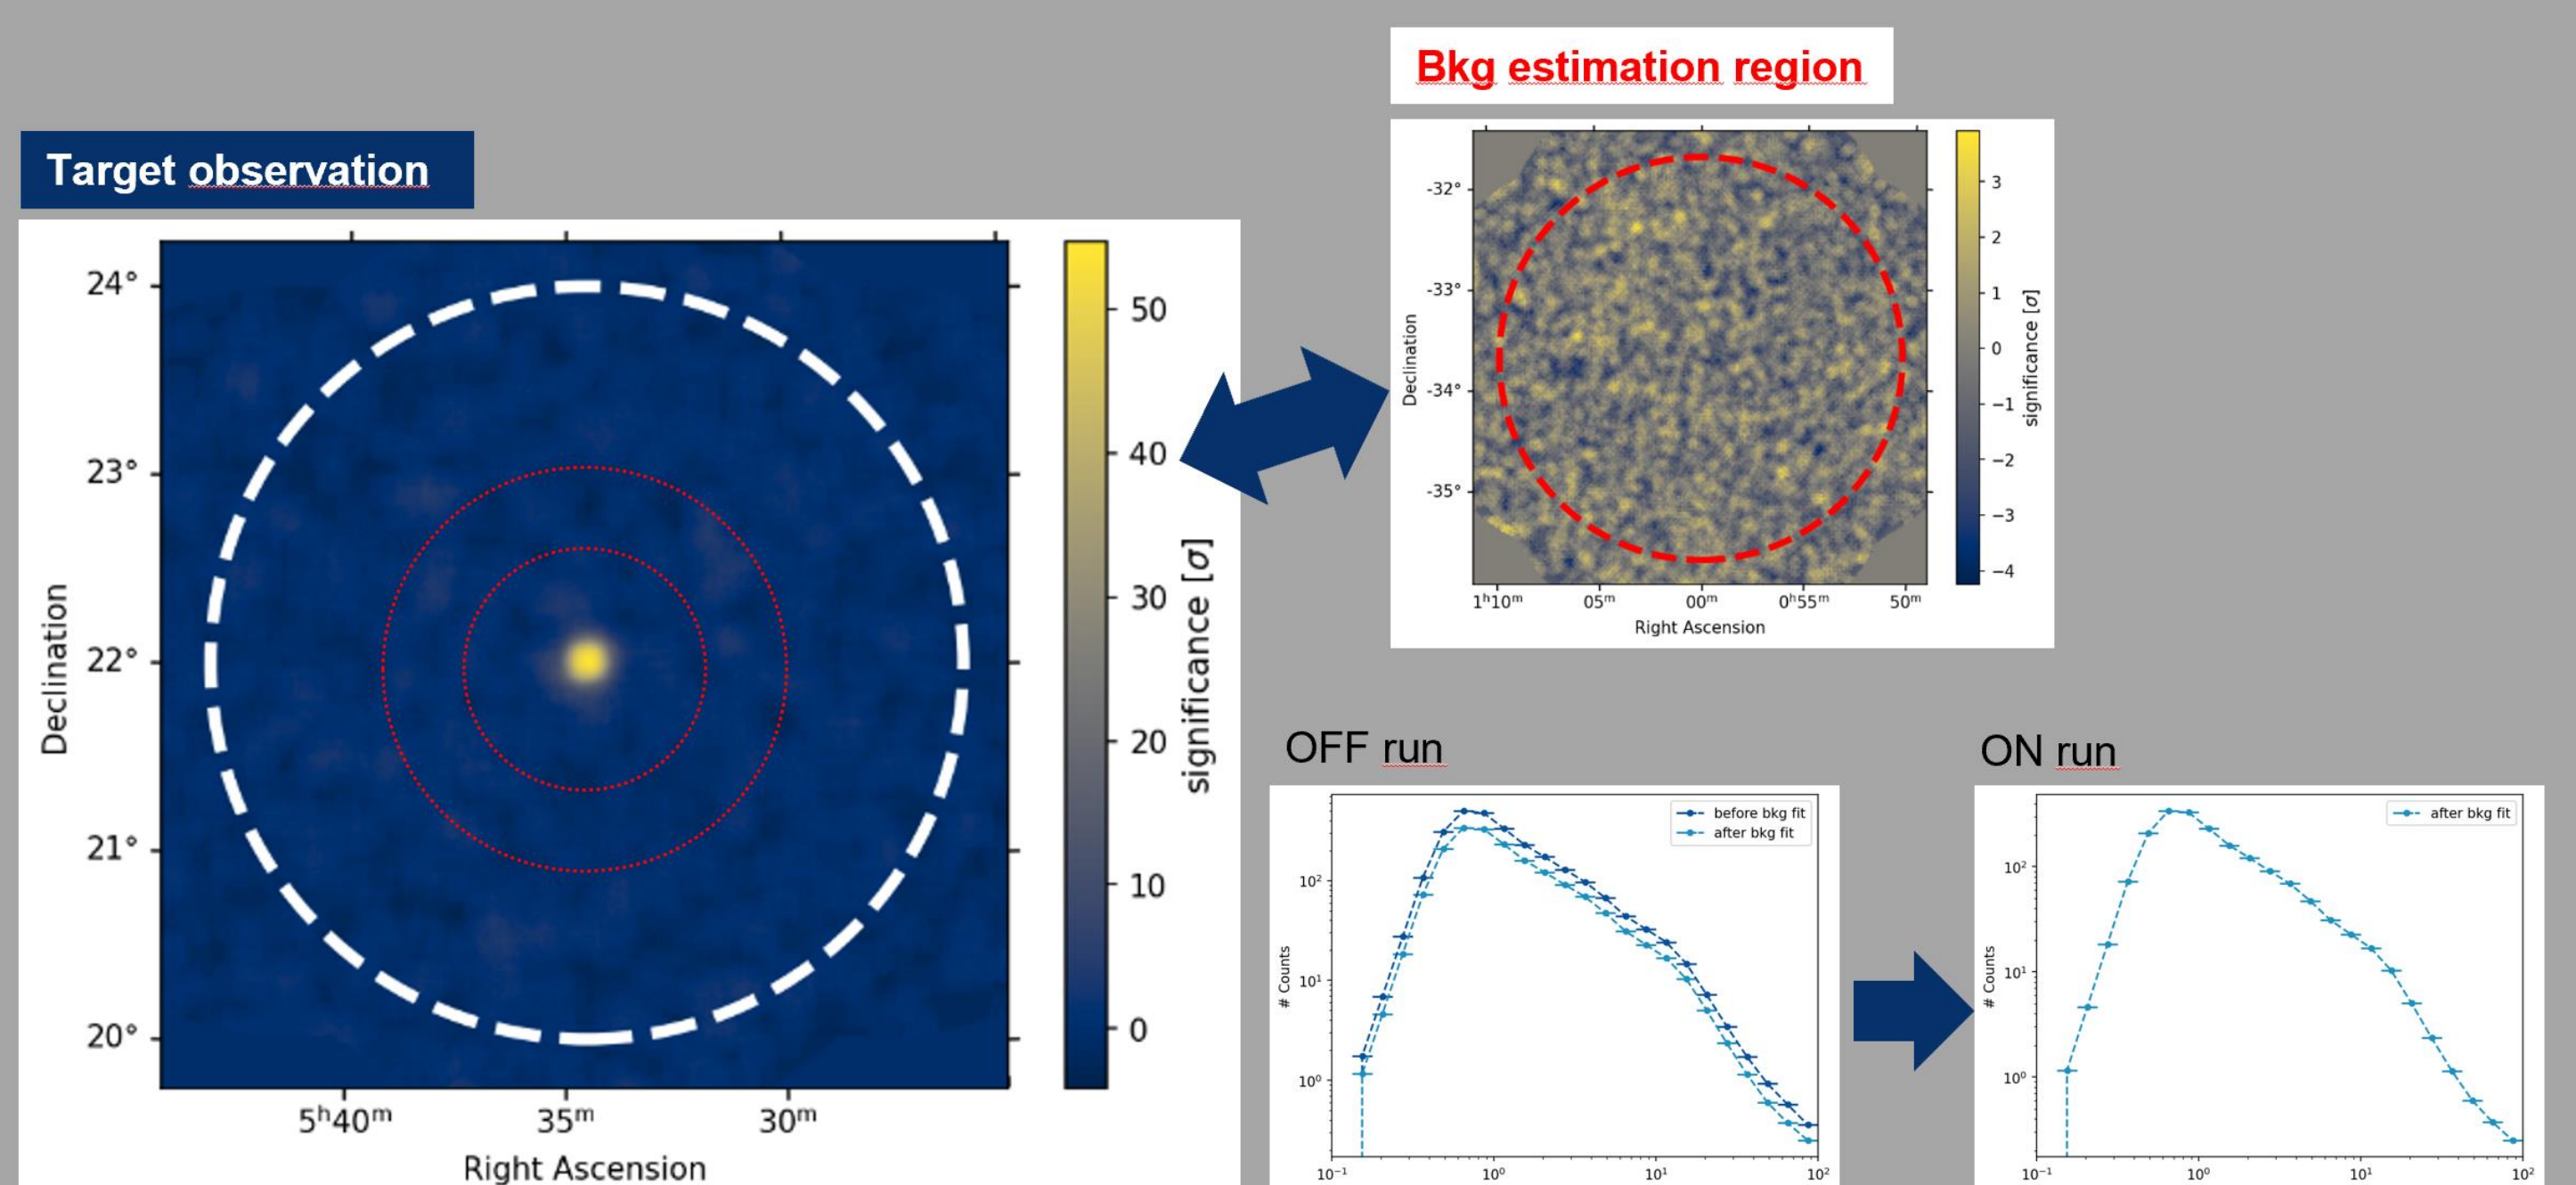 Bkg estimation region
Target observation
24°
23°
22°
21°
20°
Declination
5ʰ40ᵐ
35ᵐ
30ᵐ
Right Ascension
50
40
30
20
10
0
significance [σ]
-32°
-33°
-34°
-35°
Declination
1ʰ10ᵐ
05ᵐ
00ᵐ
0ʰ55ᵐ
50ᵐ
Right Ascension
3
2
1
0
−1
−2
−3
−4
significance [σ]
OFF run
before bkg fit
after bkg fit
# Counts
10²
10¹
10⁰
10⁻¹
10⁰
10¹
10²
ON run
after bkg fit
# Counts
10²
10¹
10⁰
10⁻¹
10⁰
10¹
10²